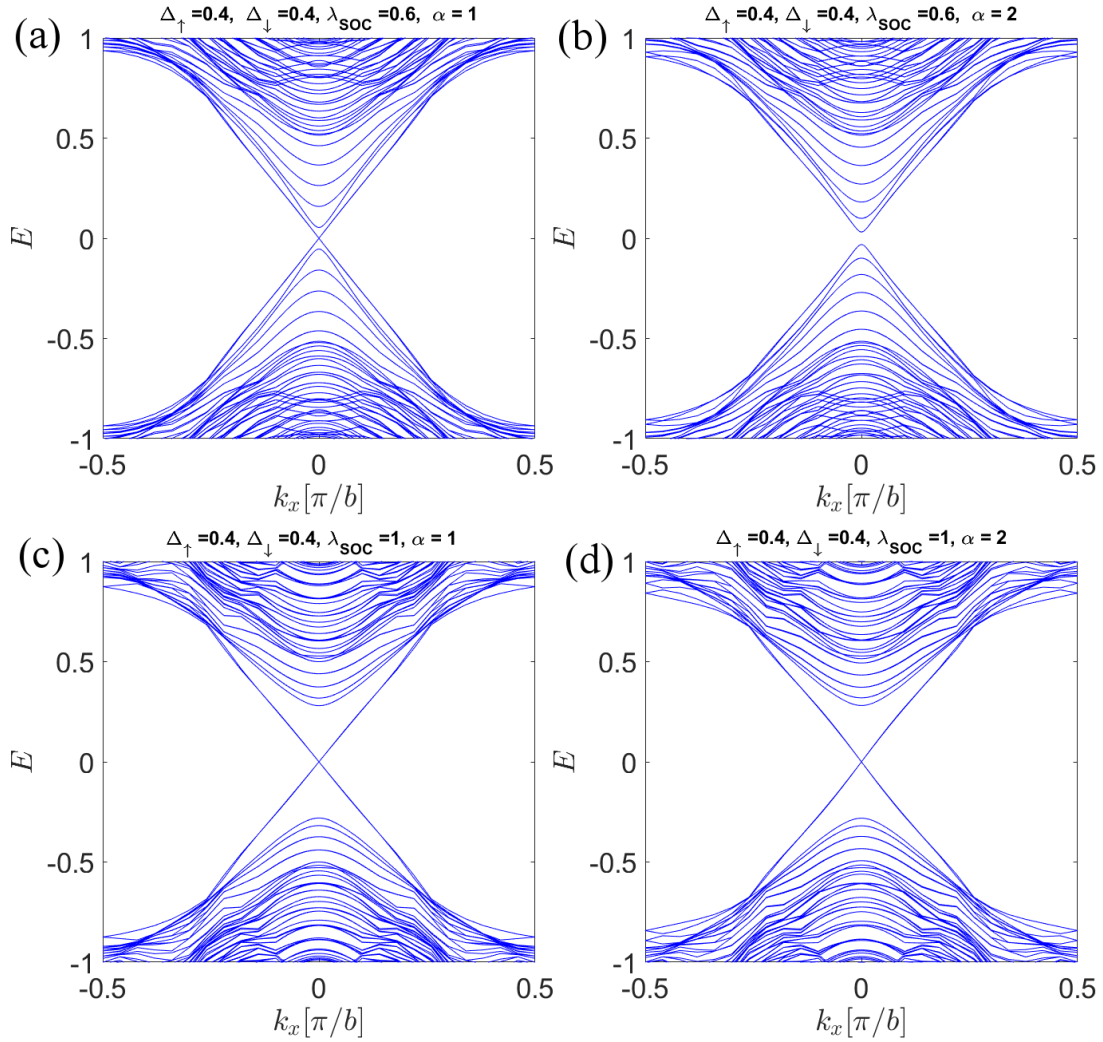 (a) Δ↑ =0.4, Δ↓ =0.4, λSOC =0.6, α = 1
1
0.5
0
-0.5
-1
E
-0.5 0 0.5
kx[π/b]
(b) Δ↑ =0.4, Δ↓ =0.4, λSOC =0.6, α = 2
1
0.5
0
-0.5
-1
E
-0.5 0 0.5
kx[π/b]
(c) Δ↑ =0.4, Δ↓ =0.4, λSOC =1, α = 1
1
0.5
0
-0.5
-1
E
-0.5 0 0.5
kx[π/b]
(d) Δ↑ =0.4, Δ↓ =0.4, λSOC =1, α = 2
1
0.5
0
-0.5
-1
E
-0.5 0 0.5
kx[π/b]